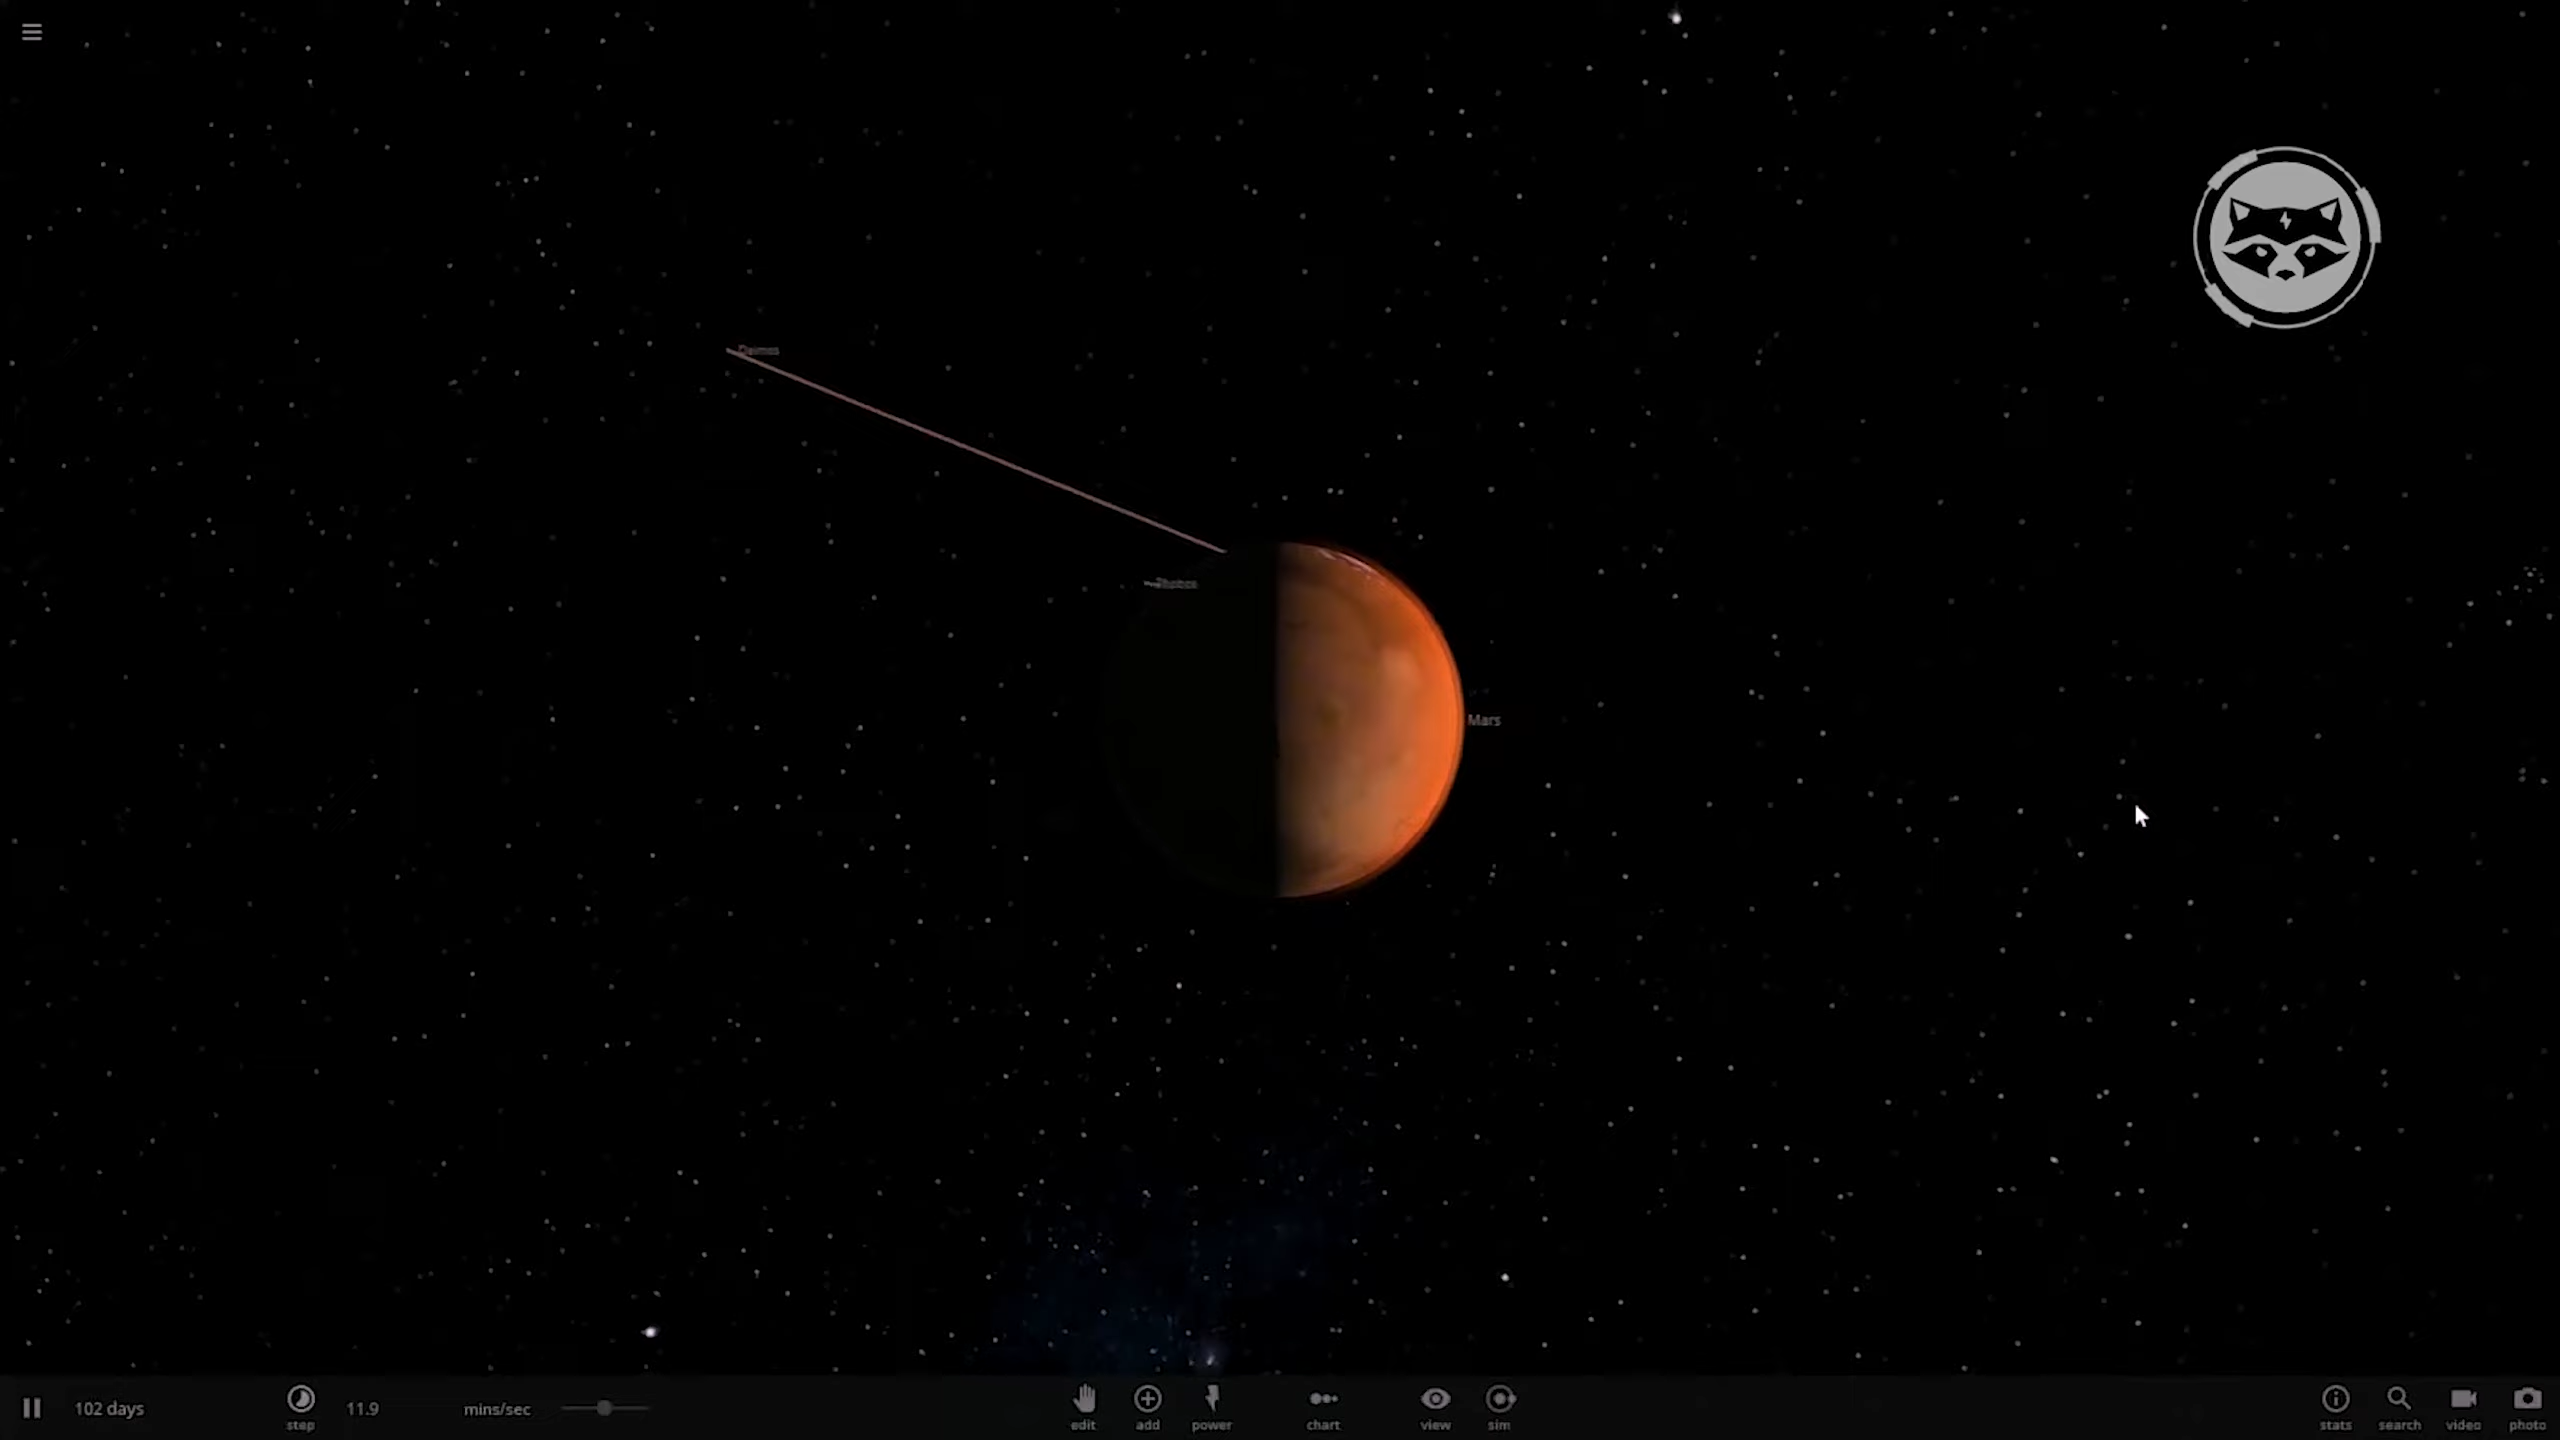 Deimos
Phobos
Mars
102 days
step
11.9
mins/sec
edit
add
power
chart
view
sim
stats
search
video
photo